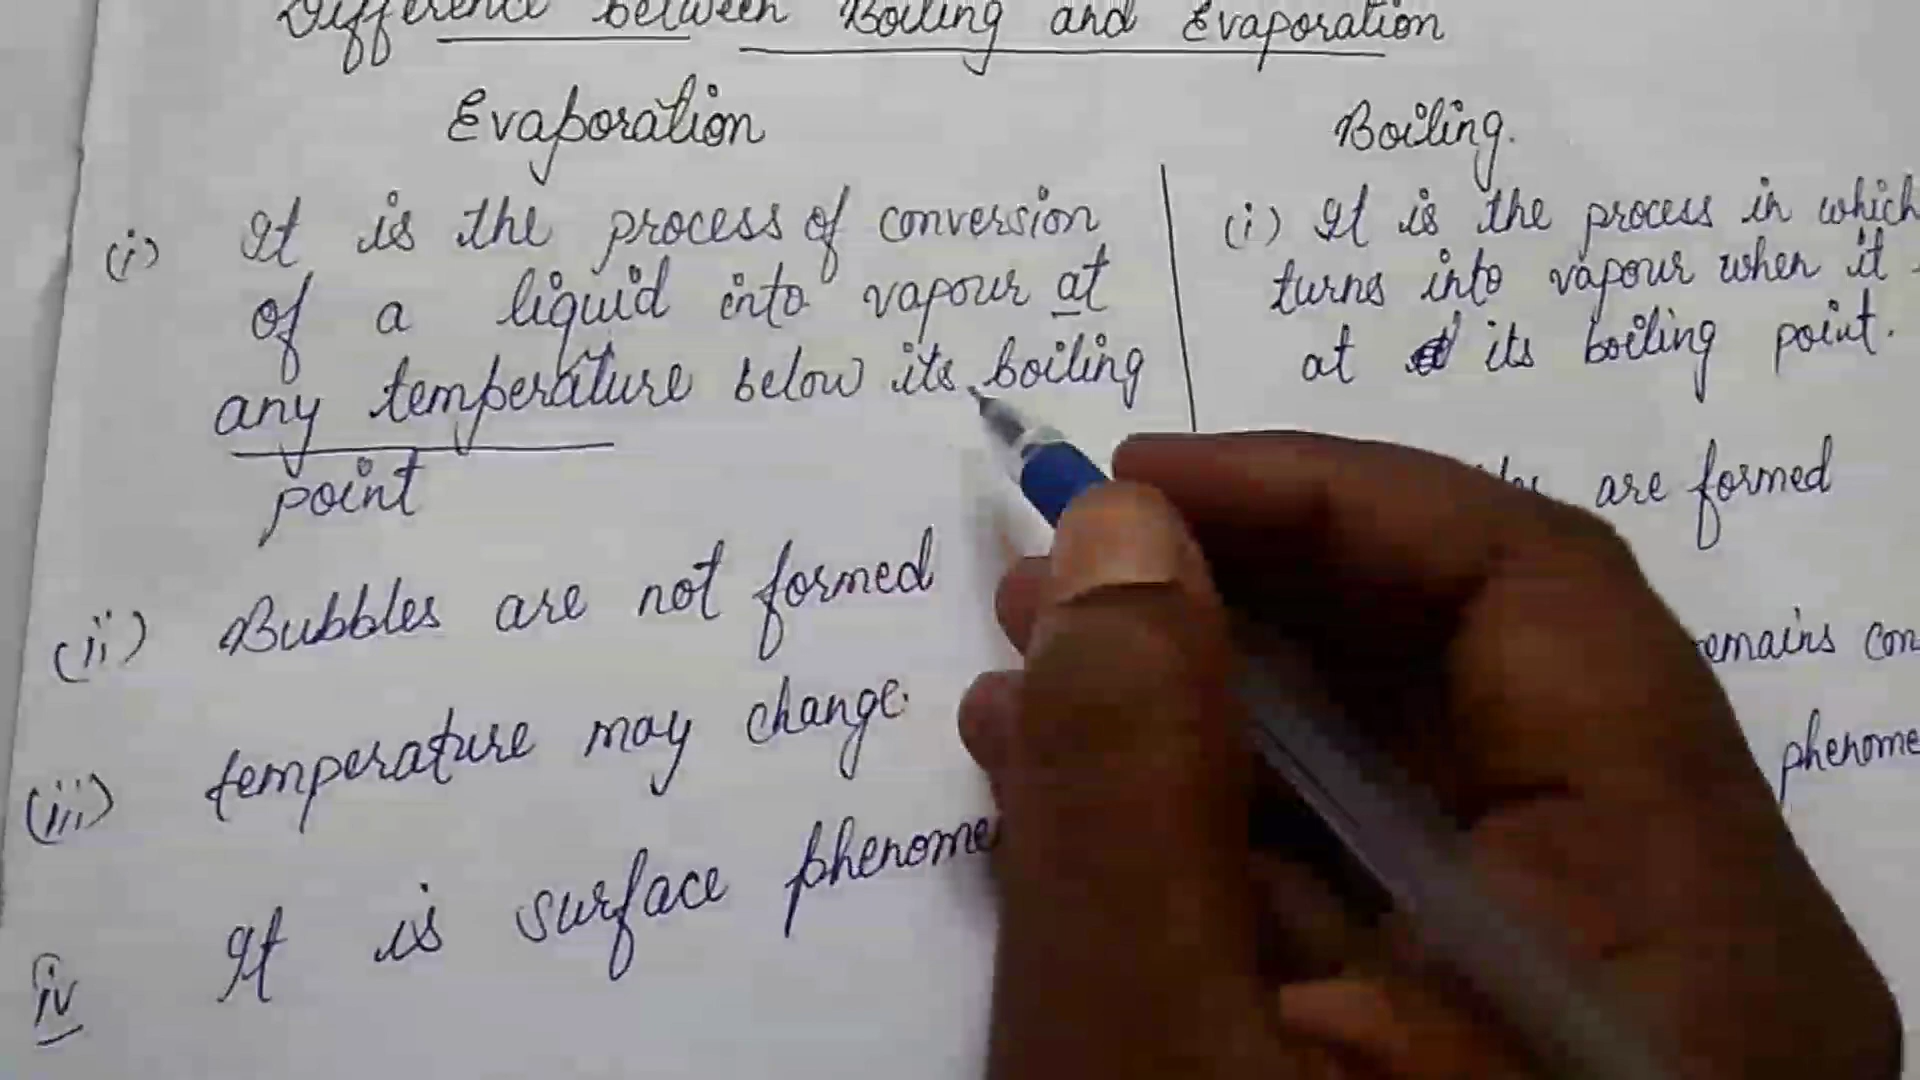 Difference between Boiling and Evaporation
Evaporation
(i) It is the process of conversion
of a liquid into vapour at
any temperature below its boiling
point
(ii) Bubbles are not formed
(iii) temperature may change.
iv It is surface
Boiling.
(i) It is the process in which
turns into vapour when it
at its boiling point.
are formed
phenome